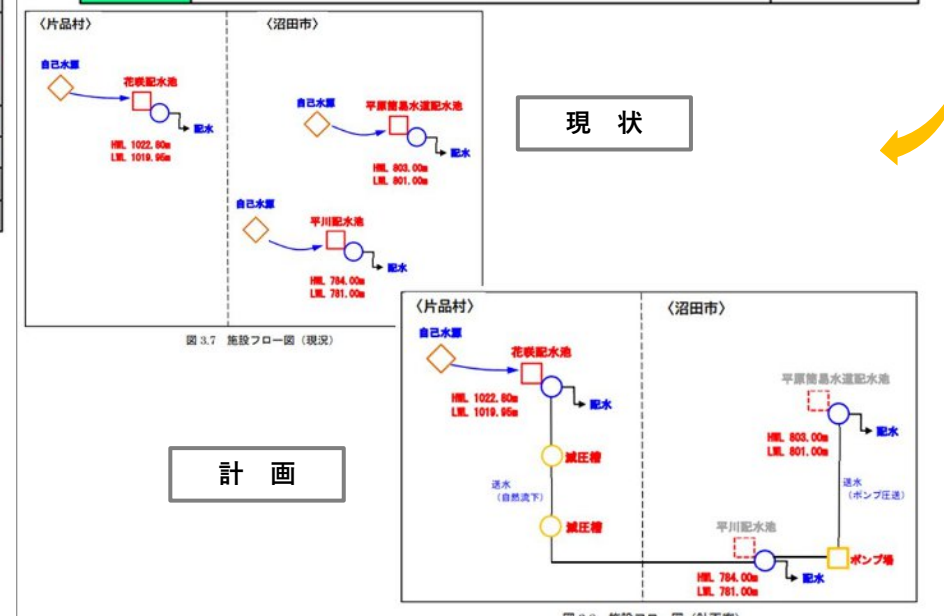 〈片品村〉
〈沼田市〉
自己水源
花咲配水池
配水
HWL 1022.80m
LWL 1019.95m
自己水源
平原簡易水道配水池
配水
HWL 803.00m
LWL 801.00m
自己水源
平川配水池
配水
HWL 784.00m
LWL 781.00m
図 3.7 施設フロー図（現況）
現 状
計 画
〈片品村〉
〈沼田市〉
自己水源
花咲配水池
配水
HWL 1022.80m
LWL 1019.95m
減圧槽
送水
（自然流下）
減圧槽
平原簡易水道配水池
配水
HWL 803.00m
LWL 801.00m
送水
（ポンプ圧送）
平川配水池
ポンプ場
配水
HWL 784.00m
LWL 781.00m